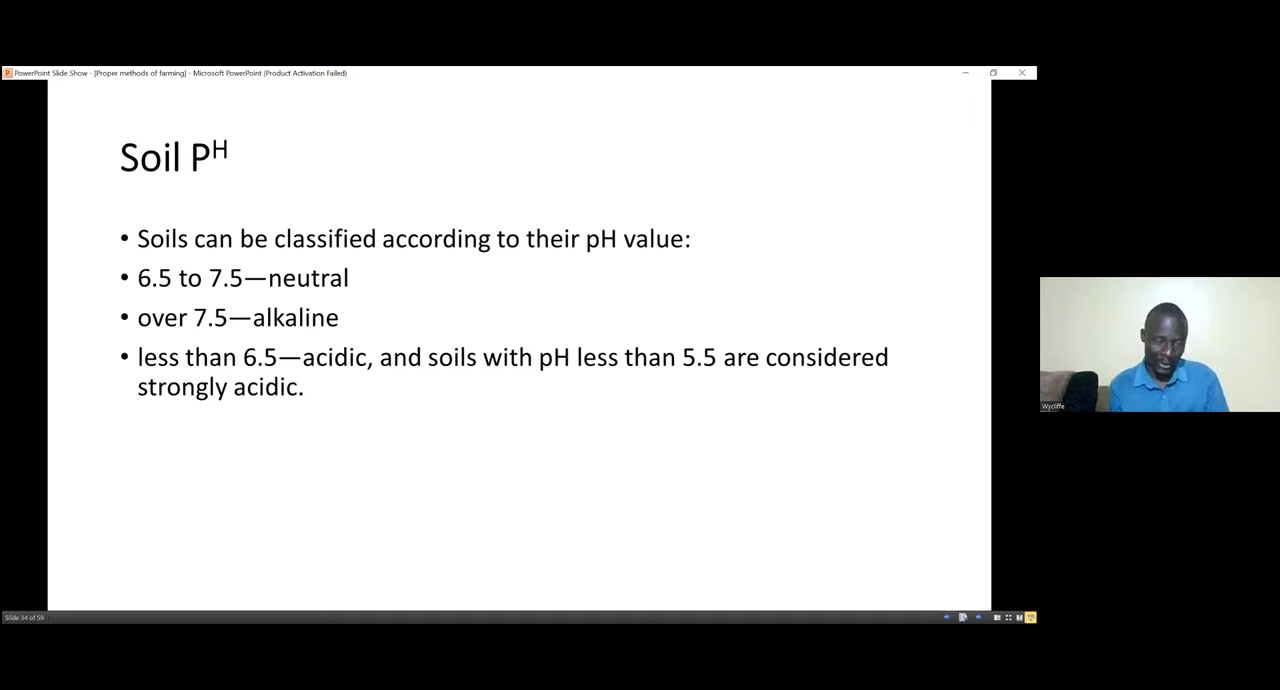 PowerPoint Slide Show - [Proper methods of farming] - Microsoft PowerPoint (Product Activation Failed)
Soil Pᴴ
• Soils can be classified according to their pH value:
• 6.5 to 7.5—neutral
• over 7.5—alkaline
• less than 6.5—acidic, and soils with pH less than 5.5 are considered
strongly acidic.
Wycliffe
Slide 34 of 59